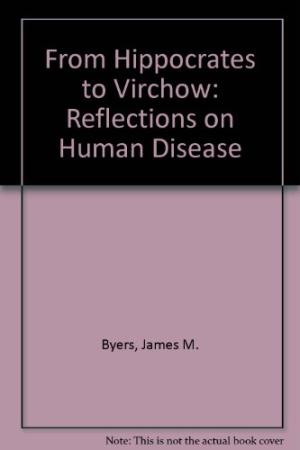 From Hippocrates
to Virchow:
Reflections on
Human Disease
Byers, James M.
Note: This is not the actual book cover